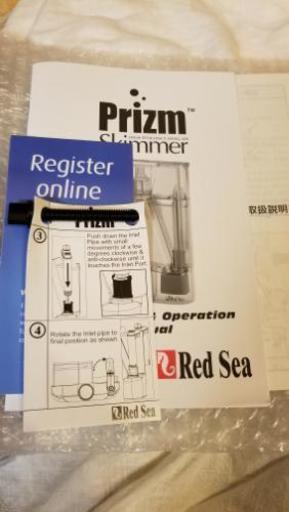 Prizm™
Skimmer
Register
online
取扱説明
Prizm
3
Push down the Inlet
Pipe with small
movements of a few
degrees clockwise &
anti-clockwise until it
touches the Inlet Port.
& Operation
ual
4
Rotate the Inlet pipe to
final position as shown
Red Sea
Red Sea